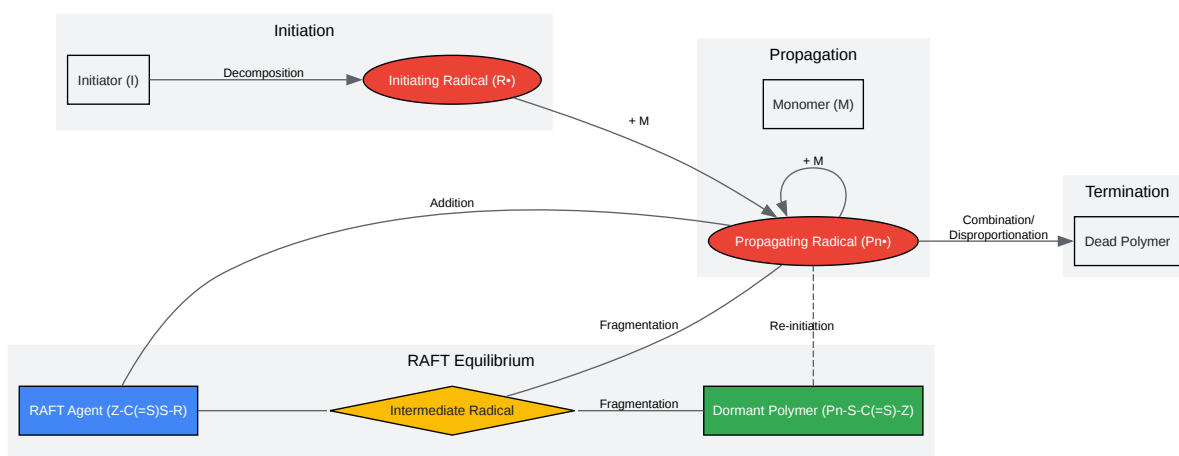 Initiation
Initiator (I)
Decomposition
Initiating Radical (R•)
+ M
Propagation
Monomer (M)
+ M
Propagating Radical (Pn•)
Combination/
Disproportionation
Termination
Dead Polymer
Addition
Fragmentation
Re-initiation
RAFT Equilibrium
RAFT Agent (Z-C(=S)S-R)
Intermediate Radical
Fragmentation
Dormant Polymer (Pn-S-C(=S)-Z)